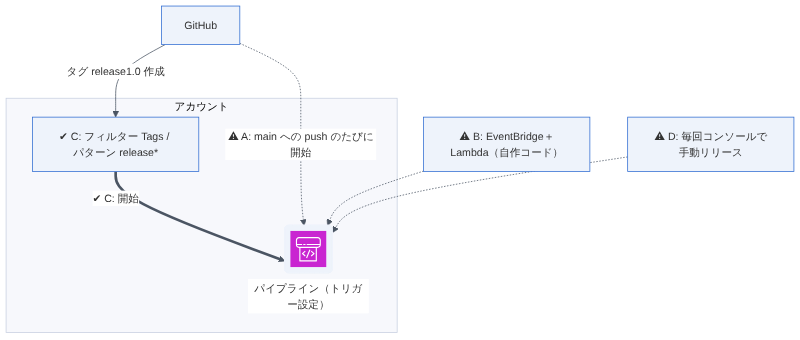 GitHub
タグ release1.0 作成
アカウント
✔ C: フィルター Tags /
パターン release*
⚠ A: main への push のたびに
開始
⚠ B: EventBridge＋
Lambda（自作コード）
⚠ D: 毎回コンソールで
手動リリース
✔ C: 開始
パイプライン（トリガ
ー設定）